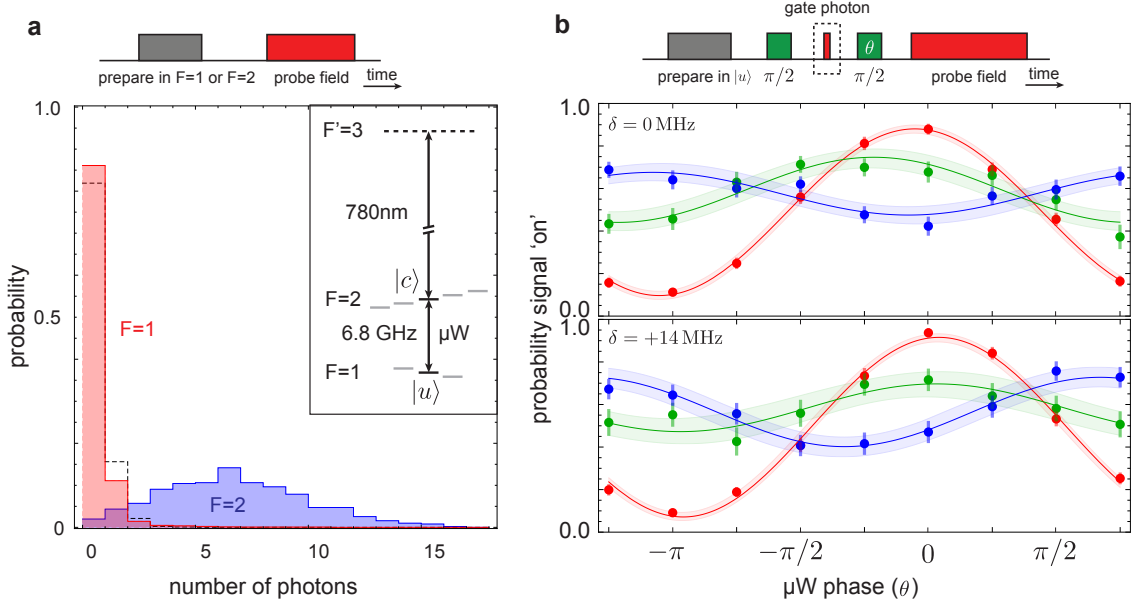 a
prepare in F=1 or F=2
probe field
time
1.0
0.5
0
probability
F=1
F=2
0
5
10
15
number of photons
F'=3
780nm
|c⟩
F=2
6.8 GHz
µW
F=1
|u⟩
b
gate photon
θ
prepare in |u⟩
π/2
π/2
probe field
time
1.0
δ = 0 MHz
0.0
1.0
δ = +14 MHz
0.0
probability signal 'on'
−π
−π/2
0
π/2
µW phase (θ)